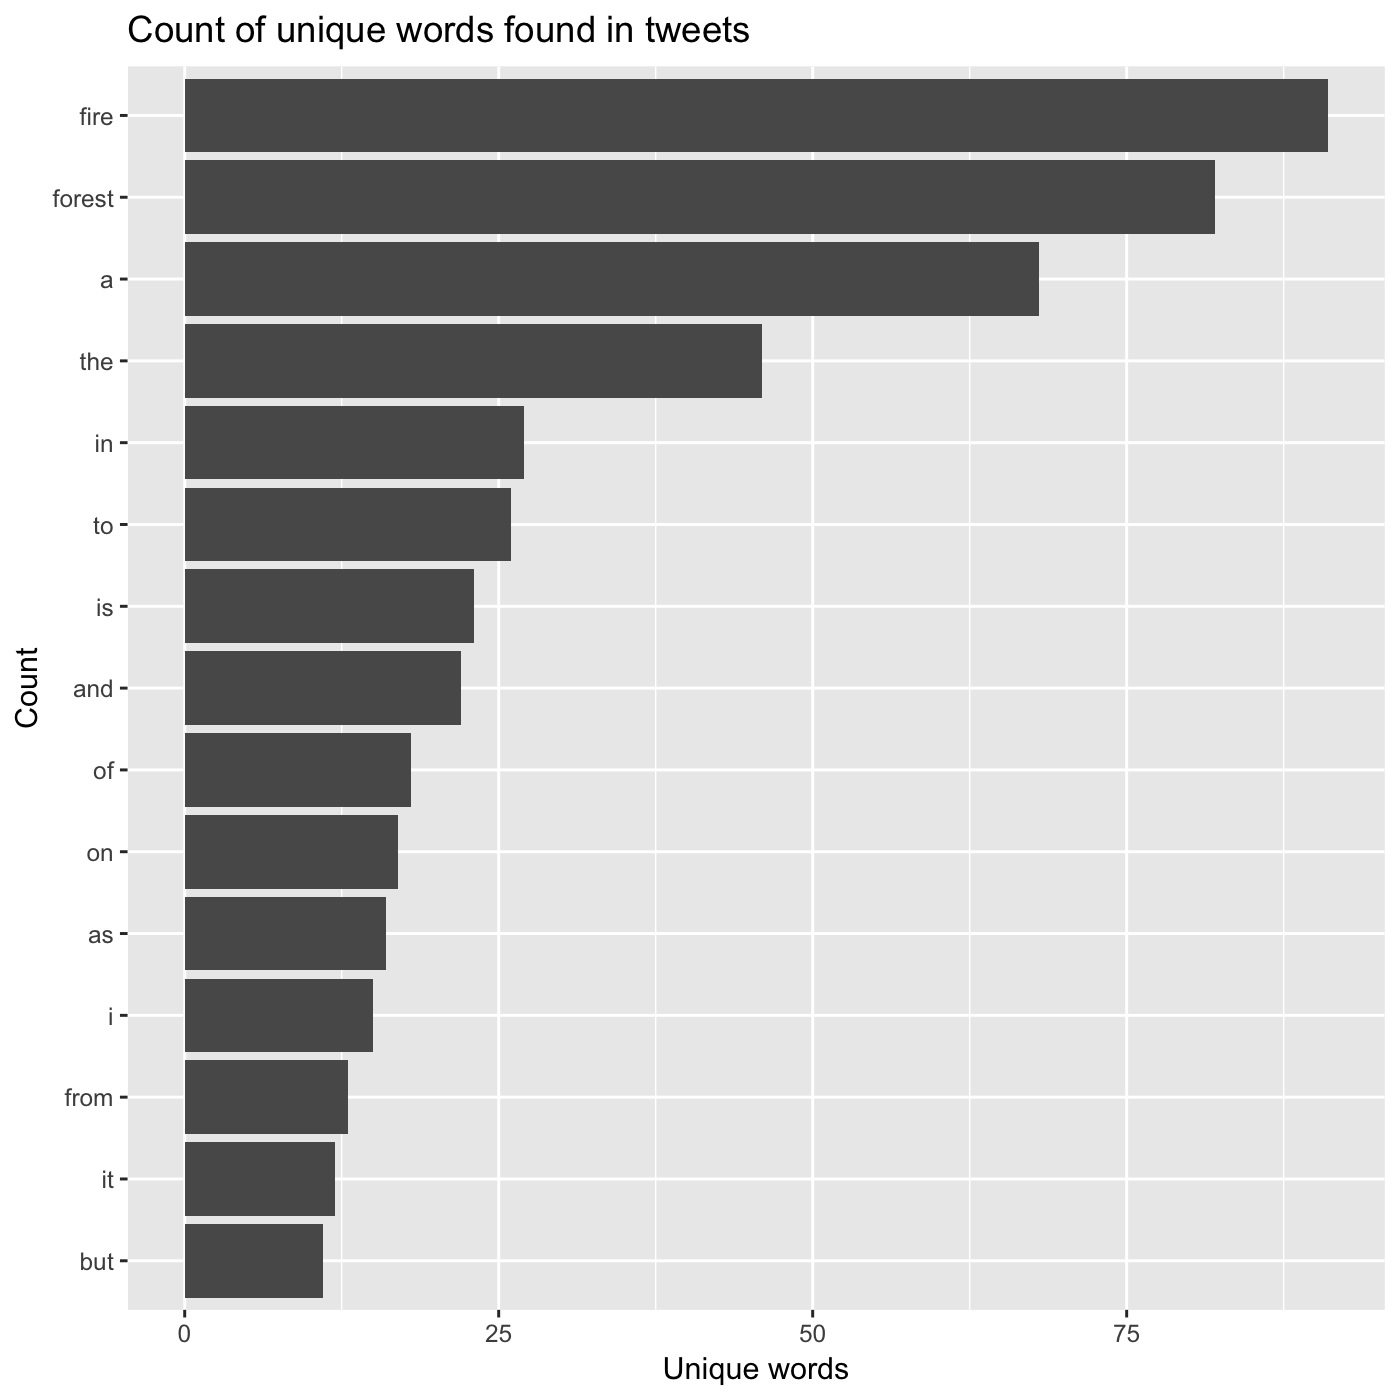 Count of unique words found in tweets
fire
forest
a
the
in
to
is
and
of
on
as
i
from
it
but
Count
0 25 50 75
Unique words